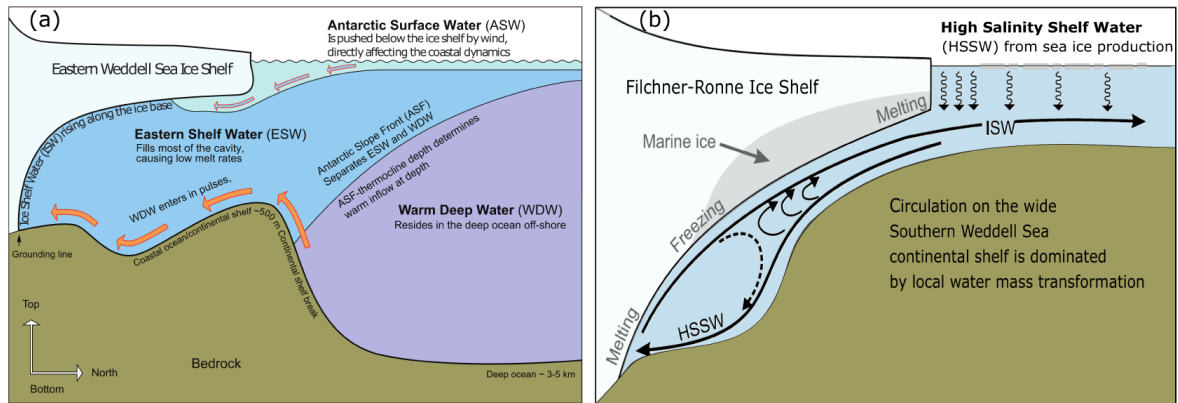 (a)
Antarctic Surface Water (ASW)
Is pushed below the ice shelf by wind,
directly affecting the coastal dynamics
Eastern Weddell Sea Ice Shelf
Ice Shelf Water (ISW) rising along the ice base
Eastern Shelf Water (ESW)
Fills most of the cavity,
causing low melt rates
Antarctic Slope Front (ASF)
Separates ESW and WDW
ASF-thermocline depth determines
warm inflow at depth
WDW enters in pulses,
Warm Deep Water (WDW)
Resides in the deep ocean off-shore
Coastal ocean/continental shelf ~500 m
Continental shelf break
Grounding line
Top
North
Bottom
Bedrock
Deep ocean ~ 3-5 km
(b)
High Salinity Shelf Water
(HSSW) from sea ice production
Filchner-Ronne Ice Shelf
Melting
Marine ice
ISW
Freezing
Circulation on the wide
Southern Weddell Sea
continental shelf is dominated
by local water mass transformation
HSSW
Melting